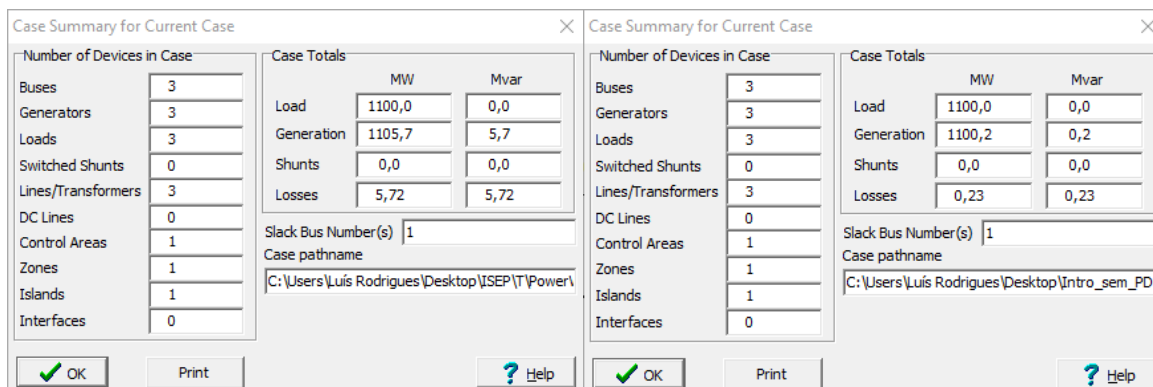 Case Summary for Current Case
Number of Devices in Case
Buses 3
Generators 3
Loads 3
Switched Shunts 0
Lines/Transformers 3
DC Lines 0
Control Areas 1
Zones 1
Islands 1
Interfaces 0
Case Totals
MW Mvar
Load 1100,0 0,0
Generation 1105,7 5,7
Shunts 0,0 0,0
Losses 5,72 5,72
Slack Bus Number(s) 1
Case pathname
C:\Users\Luís Rodrigues\Desktop\ISEP\T\Power\
OK Print Help
Case Summary for Current Case
Number of Devices in Case
Buses 3
Generators 3
Loads 3
Switched Shunts 0
Lines/Transformers 3
DC Lines 0
Control Areas 1
Zones 1
Islands 1
Interfaces 0
Case Totals
MW Mvar
Load 1100,0 0,0
Generation 1100,2 0,2
Shunts 0,0 0,0
Losses 0,23 0,23
Slack Bus Number(s) 1
Case pathname
C:\Users\Luís Rodrigues\Desktop\Intro_sem_PD
OK Print Help